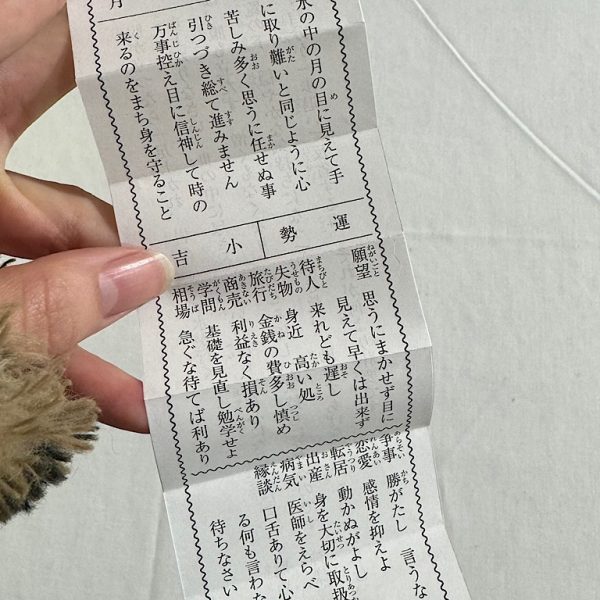 水の中の月の目に見えて手
に取り難いと同じように心
苦しみ多く思うに任せぬ事
引つづき総て進みません
万事控え目に信神して時の
来るのをまち身を守ること
運勢
小吉
願望 思うにまかせず目に
見えて早くは出来ず
待人 来れども遅し
失物 身近 高い処
旅行 金銭の費多し慎め
商売 利益なく損あり
学問 基礎を見直し勉学せよ
相場 急ぐな待てば利あり
争事 勝がたし 言うな
恋愛 感情を抑えよ
転居 動かぬがよし
出産 身を大切に取扱
病気 医師をえらべ
縁談 口舌ありて心
る何も言わな
待ちなさい